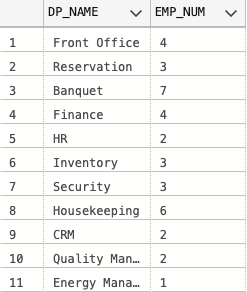 DP_NAME EMP_NUM
1 Front Office 4
2 Reservation 3
3 Banquet 7
4 Finance 4
5 HR 2
6 Inventory 3
7 Security 3
8 Housekeeping 6
9 CRM 2
10 Quality Man… 2
11 Energy Mana… 1